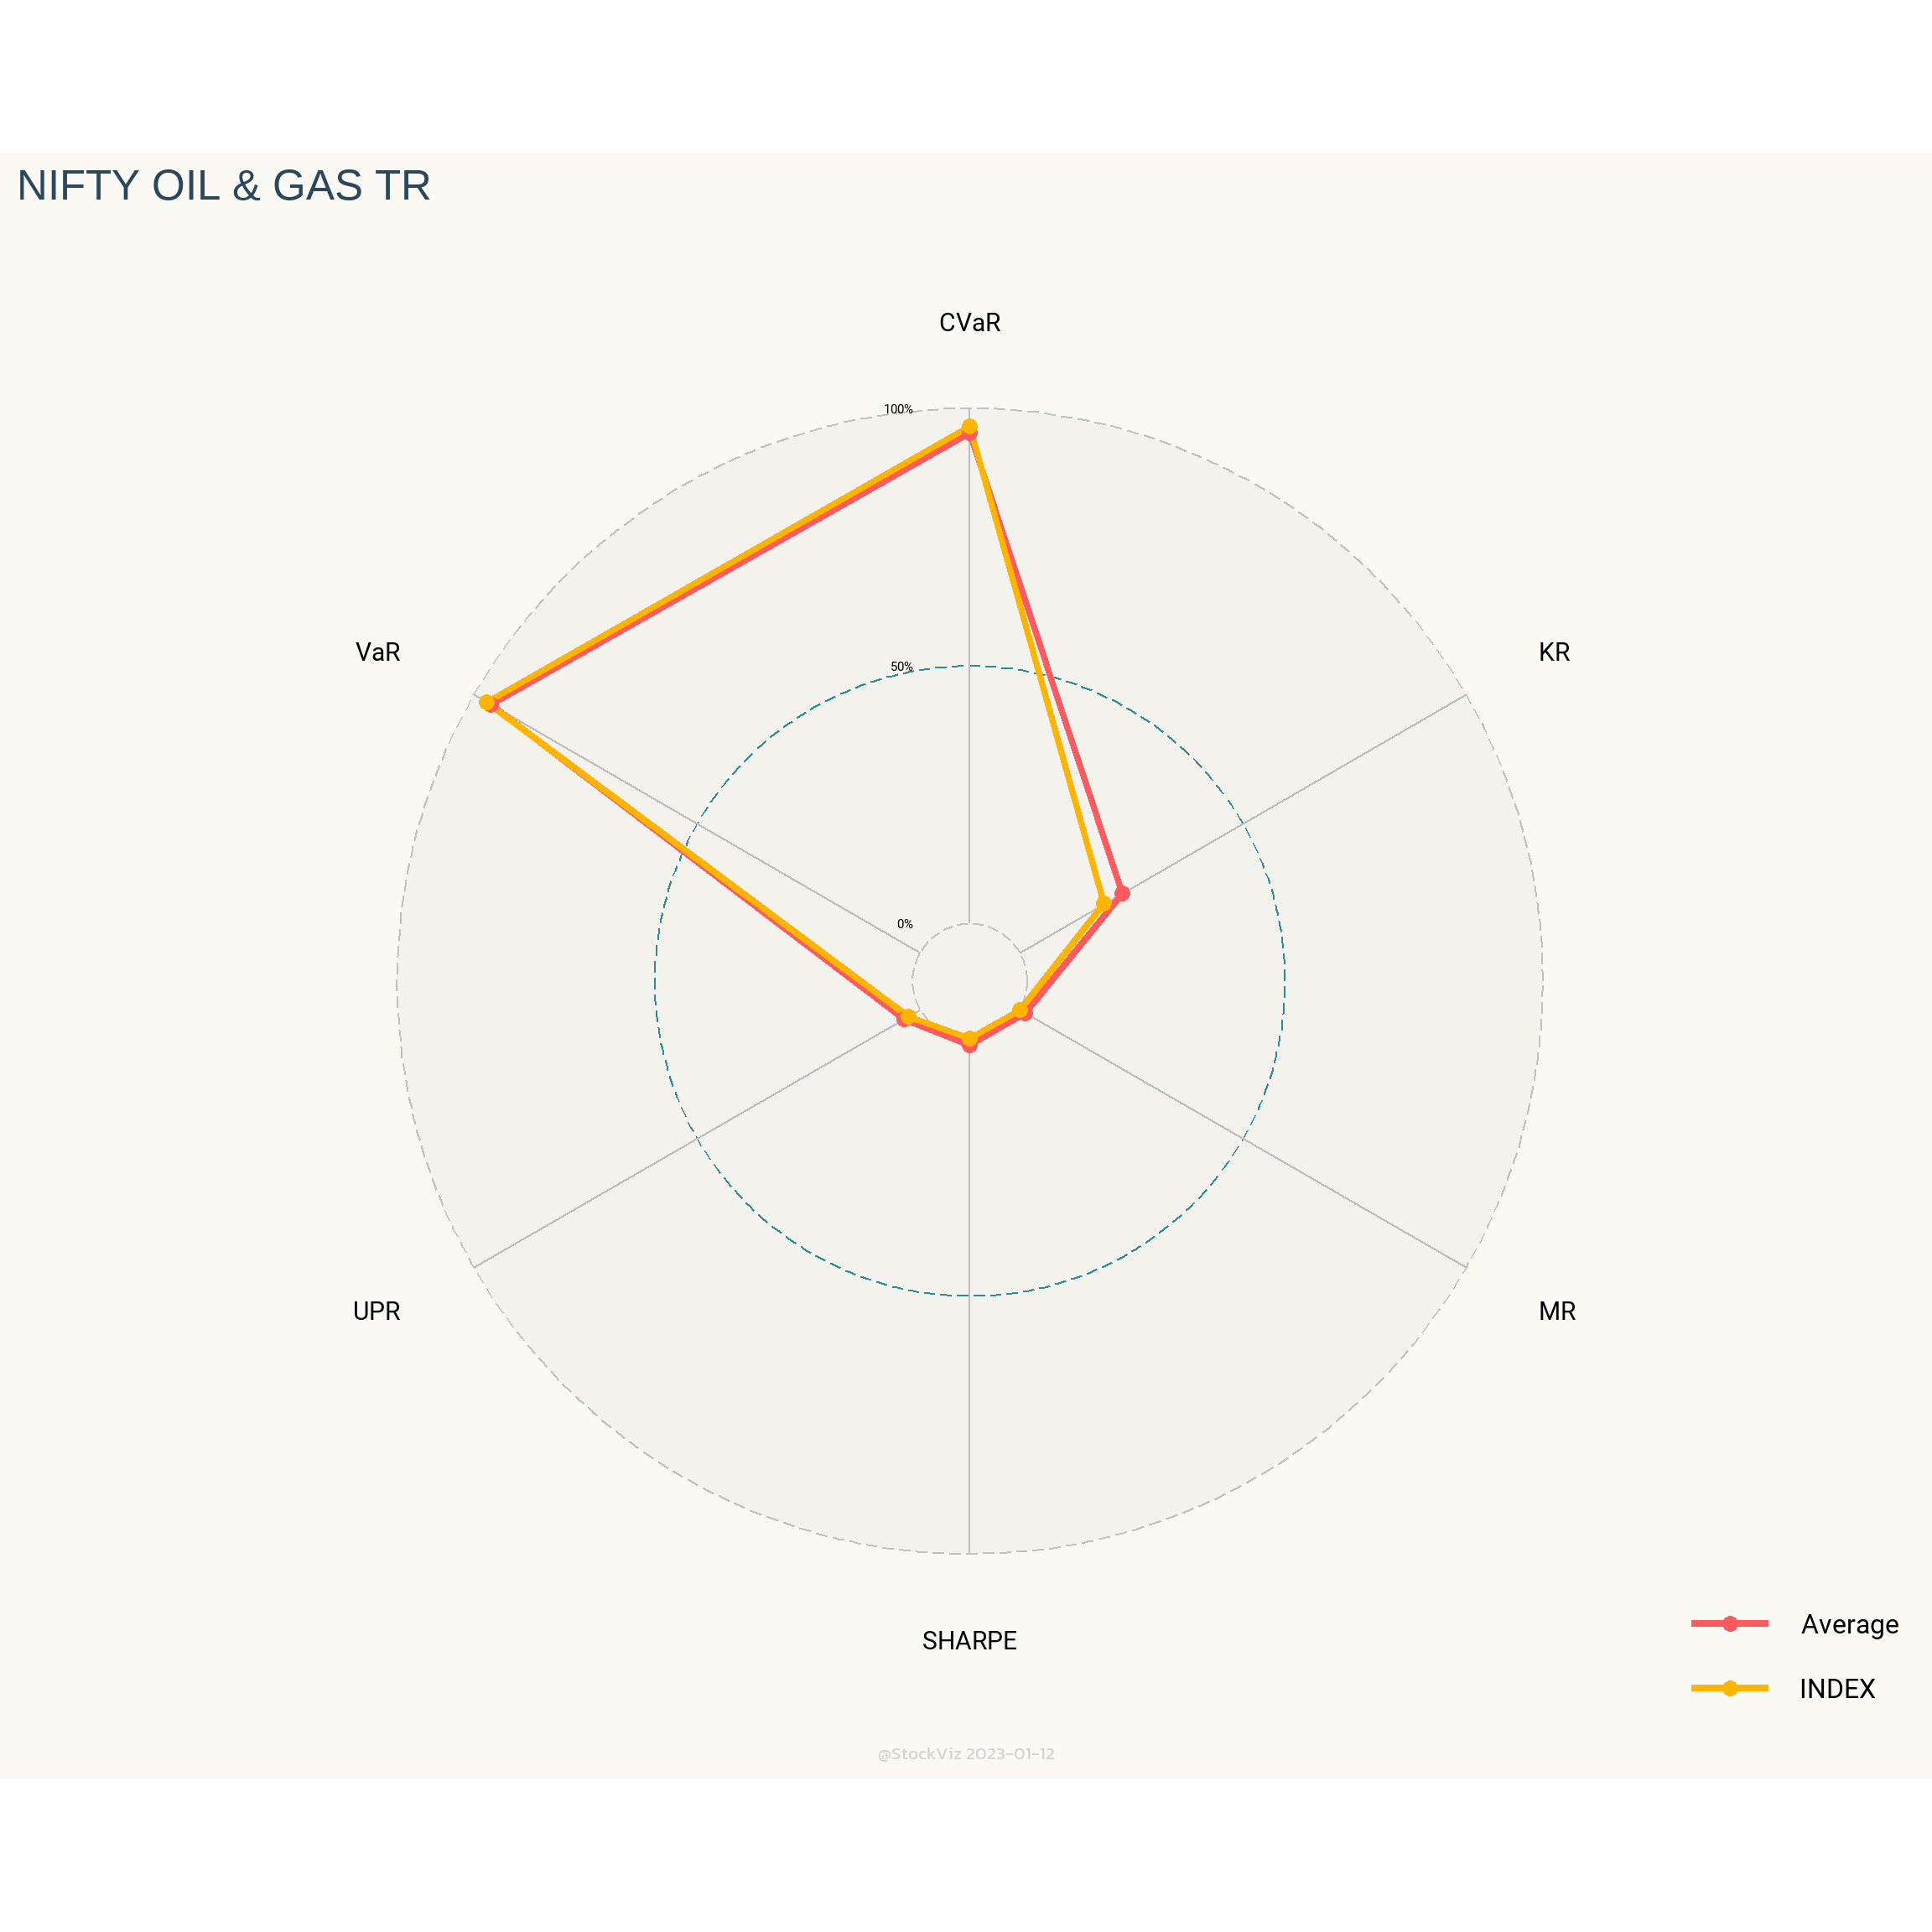 NIFTY OIL & GAS TR
CVaR
100%
VaR
KR
50%
0%
UPR
MR
SHARPE
Average
INDEX
@StockViz 2023-01-12